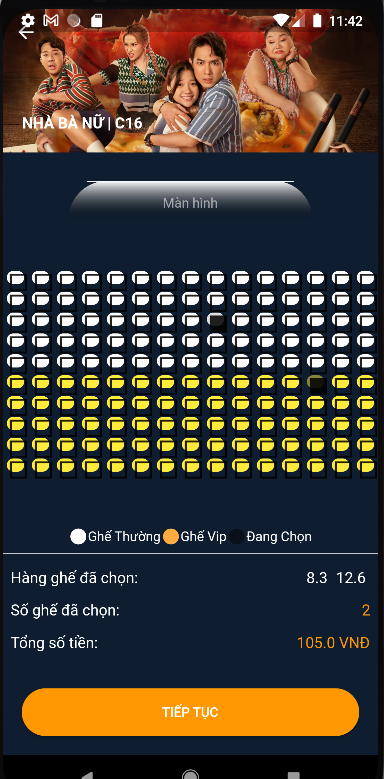 11:42
NHÀ BÀ NỮ | C16
Màn hình
Ghế Thường Ghế Vip Đang Chọn
Hàng ghế đã chọn: 8.3 12.6
Số ghế đã chọn: 2
Tổng số tiền: 105.0 VNĐ
TIẾP TỤC